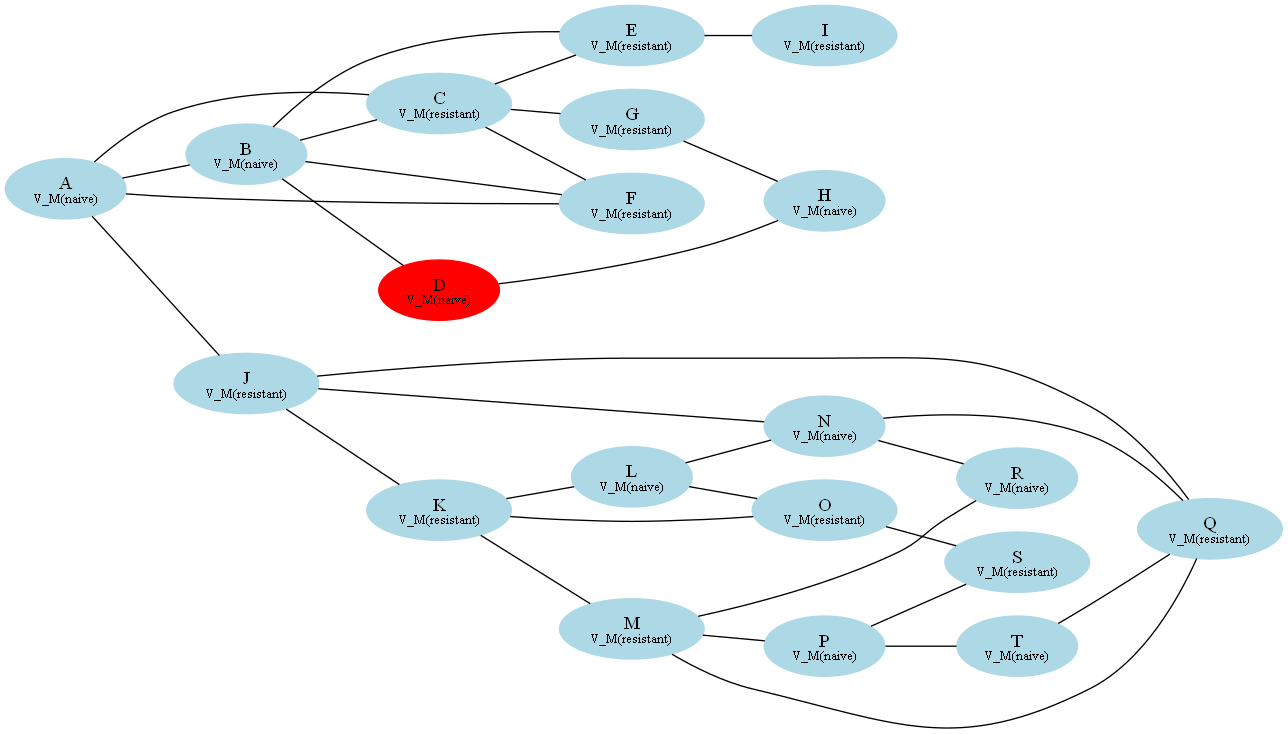 A
V_M(naive)
B
V_M(naive)
C
V_M(resistant)
E
V_M(resistant)
I
V_M(resistant)
G
V_M(resistant)
F
V_M(resistant)
H
V_M(naive)
D
V_M(naive)
J
V_M(resistant)
K
V_M(resistant)
L
V_M(naive)
N
V_M(naive)
O
V_M(resistant)
M
V_M(resistant)
P
V_M(naive)
R
V_M(naive)
S
V_M(resistant)
T
V_M(naive)
Q
V_M(resistant)